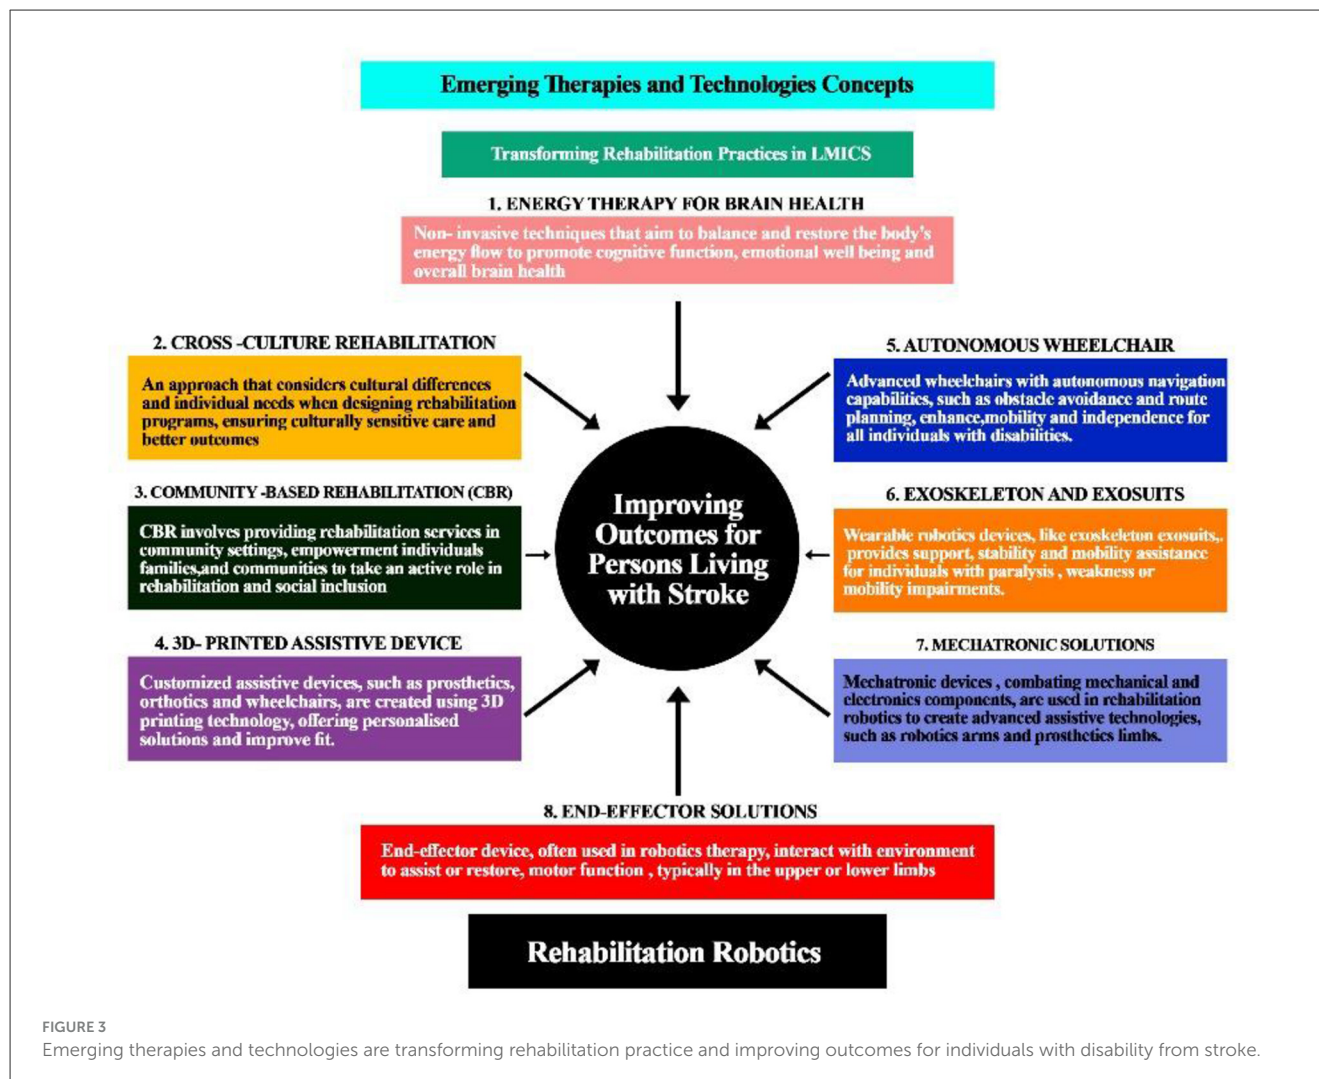 Emerging Therapies and Technologies Concepts
Transforming Rehabilitation Practices in LMICS
1. ENERGY THERAPY FOR BRAIN HEALTH
Non- invasive techniques that aim to balance and restore the body's
energy flow to promote cognitive function, emotional well being and
overall brain health
2. CROSS -CULTURE REHABILITATION
An approach that considers cultural differences
and individual needs when designing rehabilitation
programs, ensuring culturally sensitive care and
better outcomes
3. COMMUNITY -BASED REHABILITATION (CBR)
CBR involves providing rehabilitation services in
community settings, empowerment individuals
families,and communities to take an active role in
rehabilitation and social inclusion
4. 3D- PRINTED ASSISTIVE DEVICE
Customized assistive devices, such as prosthetics,
orthotics and wheelchairs, are created using 3D
printing technology, offering personalised
solutions and improve fit.
Improving
Outcomes for
Persons Living
with Stroke
5. AUTONOMOUS WHEELCHAIR
Advanced wheelchairs with autonomous navigation
capabilities, such as obstacle avoidance and route
planning, enhance,mobility and independence for
all individuals with disabilities.
6. EXOSKELETON AND EXOSUITS
Wearable robotics devices, like exoskeleton exosuits,.
provides support, stability and mobility assistance
for individuals with paralysis , weakness or
mobility impairments.
7. MECHATRONIC SOLUTIONS
Mechatronic devices , combating mechanical and
electronics components, are used in rehabilitation
robotics to create advanced assistive technologies,
such as robotics arms and prosthetics limbs.
8. END-EFFECTOR SOLUTIONS
End-effector device, often used in robotics therapy, interact with environment
to assist or restore, motor function , typically in the upper or lower limbs
Rehabilitation Robotics
FIGURE 3
Emerging therapies and technologies are transforming rehabilitation practice and improving outcomes for individuals with disability from stroke.